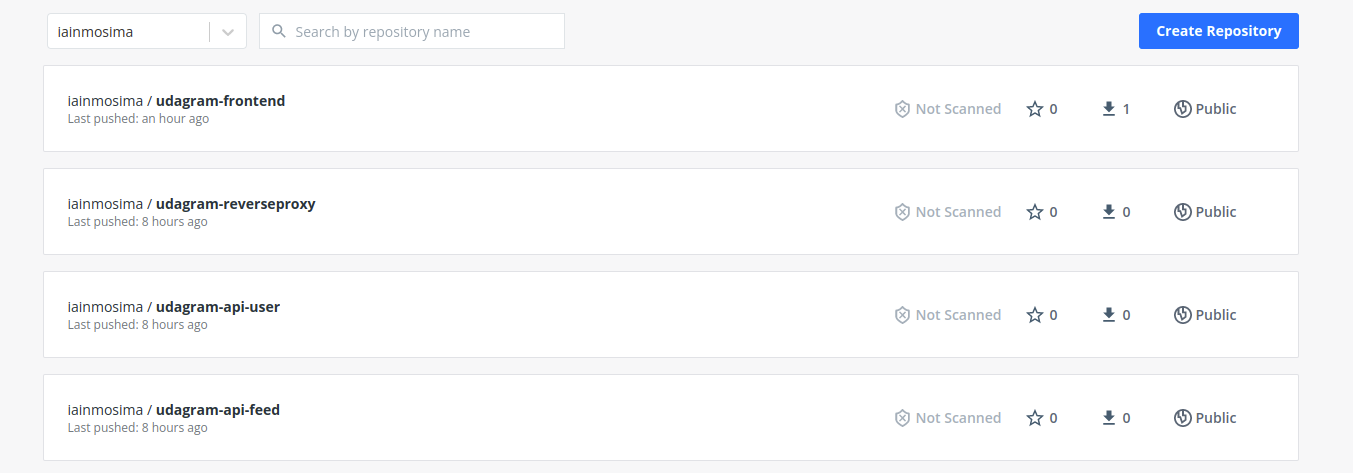 iainmosima
Search by repository name
Create Repository
iainmosima / udagram-frontend
Last pushed: an hour ago
Not Scanned 0 1 Public
iainmosima / udagram-reverseproxy
Last pushed: 8 hours ago
Not Scanned 0 0 Public
iainmosima / udagram-api-user
Last pushed: 8 hours ago
Not Scanned 0 0 Public
iainmosima / udagram-api-feed
Last pushed: 8 hours ago
Not Scanned 0 0 Public